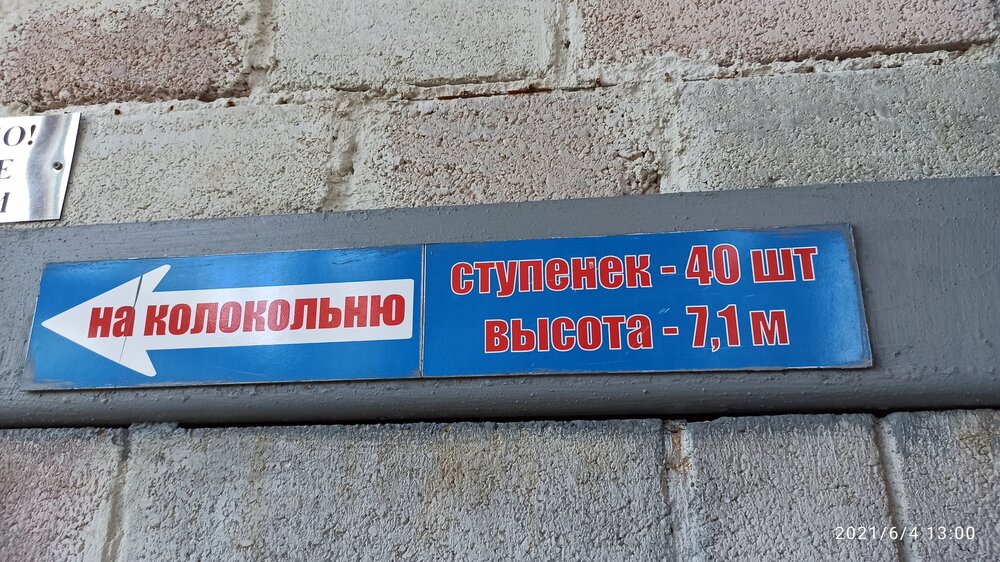 на колокольню
ступенек - 40 шт
высота - 7,1 м
2021/6/4 13:00